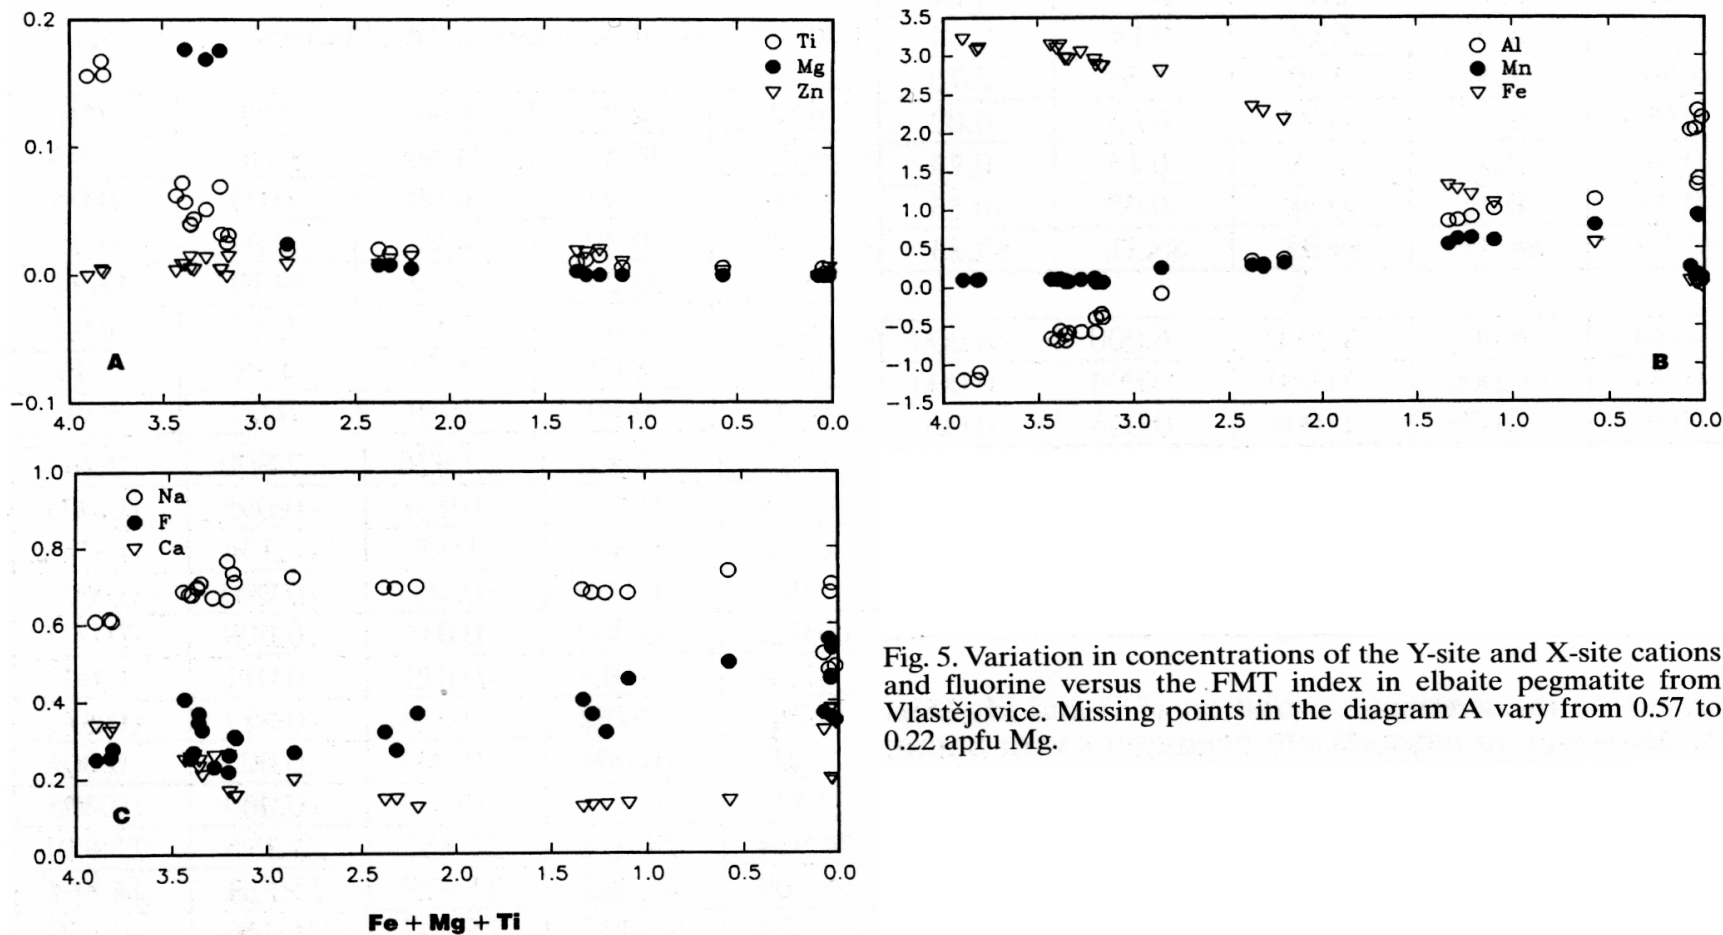 0.2
0.1
0.0
−0.1
Ti
Mg
Zn
A
4.0 3.5 3.0 2.5 2.0 1.5 1.0 0.5 0.0
3.5
3.0
2.5
2.0
1.5
1.0
0.5
0.0
−0.5
−1.0
−1.5
Al
Mn
Fe
B
4.0 3.5 3.0 2.5 2.0 1.5 1.0 0.5 0.0
1.0
0.8
0.6
0.4
0.2
0.0
Na
F
Ca
C
4.0 3.5 3.0 2.5 2.0 1.5 1.0 0.5 0.0
Fe + Mg + Ti
Fig. 5. Variation in concentrations of the Y-site and X-site cations
and fluorine versus the FMT index in elbaite pegmatite from
Vlastějovice. Missing points in the diagram A vary from 0.57 to
0.22 apfu Mg.